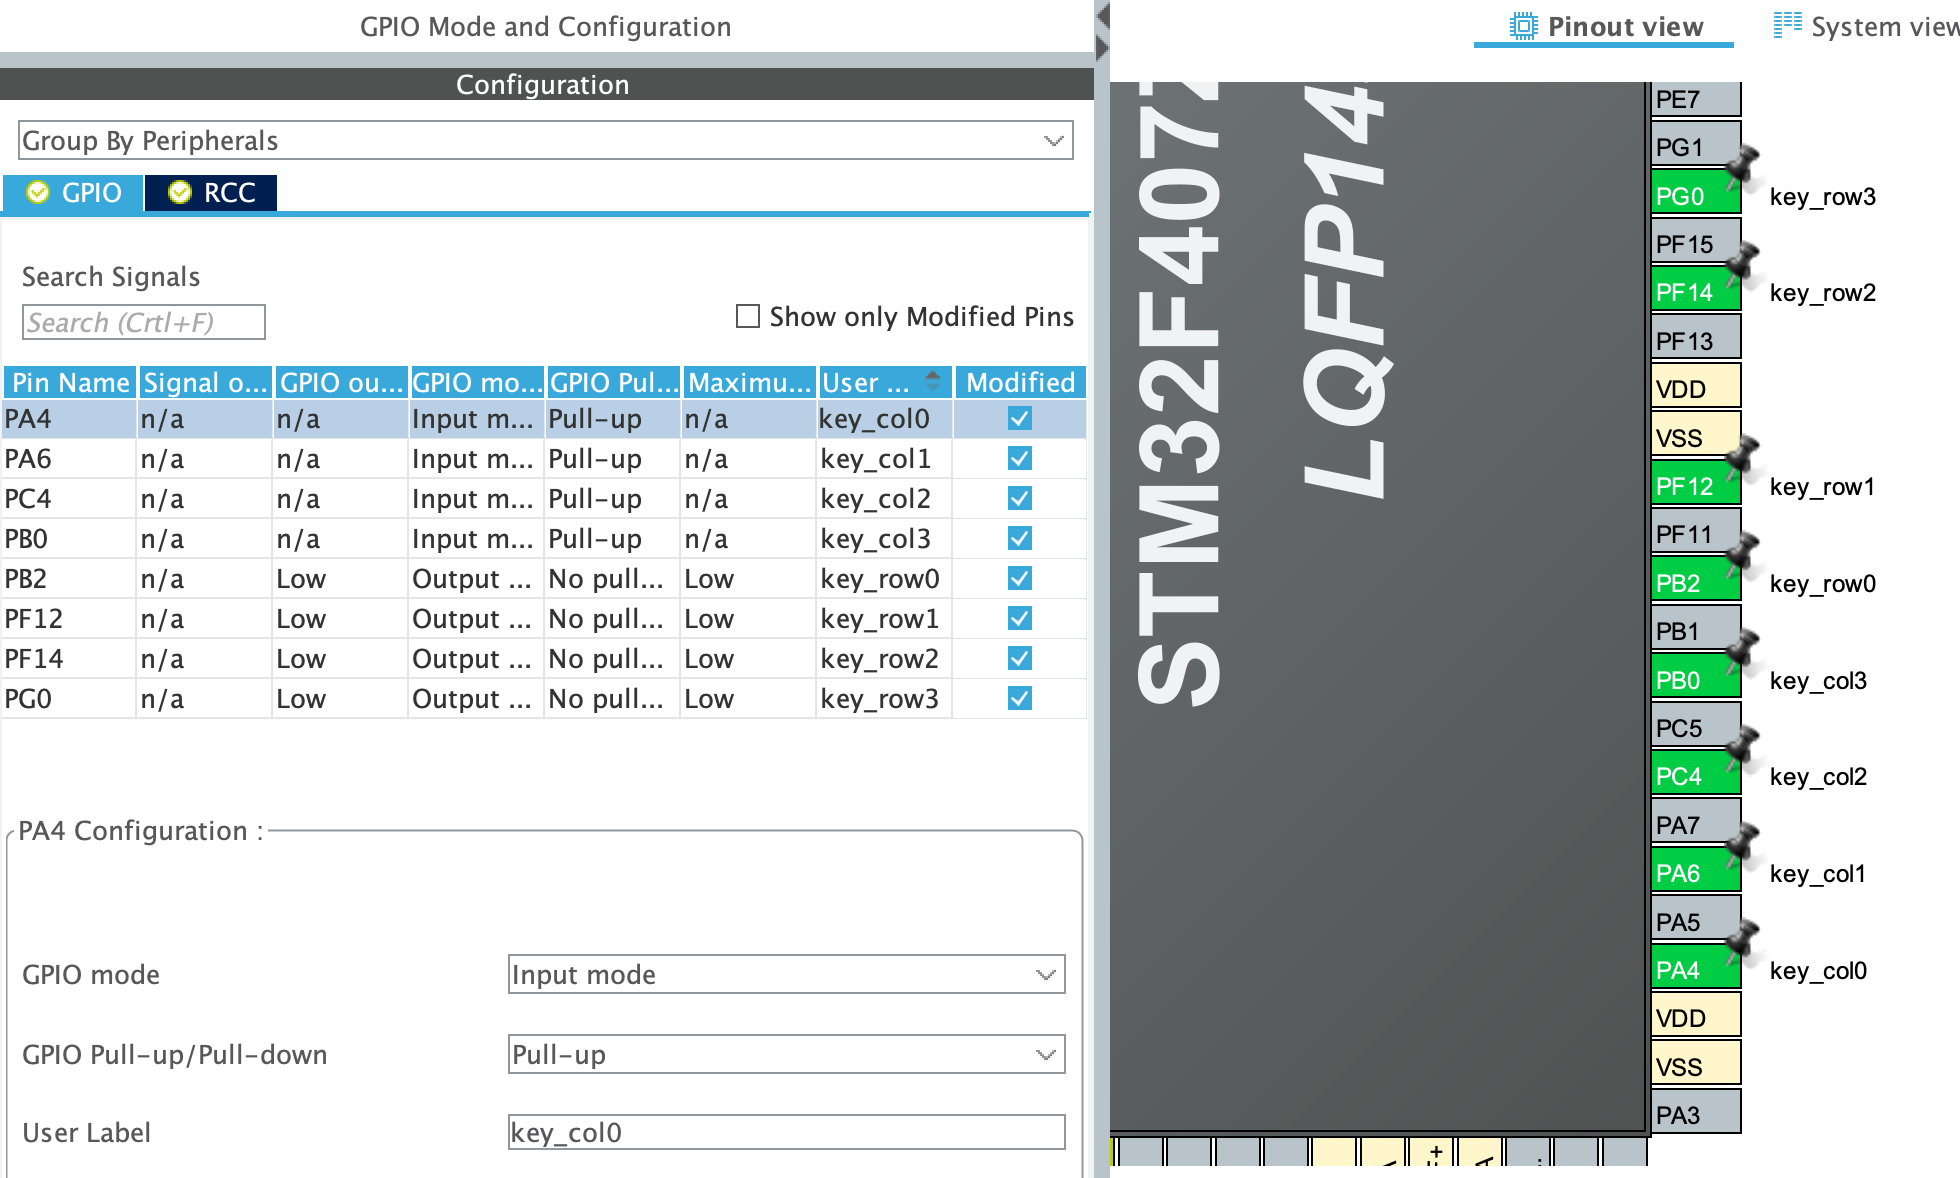 GPIO Mode and Configuration
Configuration
Group By Peripherals
GPIO
RCC
Search Signals
Search (Crtl+F)
Show only Modified Pins
Pin Name Signal o... GPIO ou... GPIO mo... GPIO Pul... Maximu... User ... Modified
PA4 n/a n/a Input m... Pull-up n/a key_col0
PA6 n/a n/a Input m... Pull-up n/a key_col1
PC4 n/a n/a Input m... Pull-up n/a key_col2
PB0 n/a n/a Input m... Pull-up n/a key_col3
PB2 n/a Low Output ... No pull... Low key_row0
PF12 n/a Low Output ... No pull... Low key_row1
PF14 n/a Low Output ... No pull... Low key_row2
PG0 n/a Low Output ... No pull... Low key_row3
PA4 Configuration :
GPIO mode Input mode
GPIO Pull-up/Pull-down Pull-up
User Label key_col0
Pinout view
System view
STM32F407Z
LQFP14
PE7
PG1
PG0 key_row3
PF15
PF14 key_row2
PF13
VDD
VSS
PF12 key_row1
PF11
PB2 key_row0
PB1
PB0 key_col3
PC5
PC4 key_col2
PA7
PA6 key_col1
PA5
PA4 key_col0
VDD
VSS
PA3